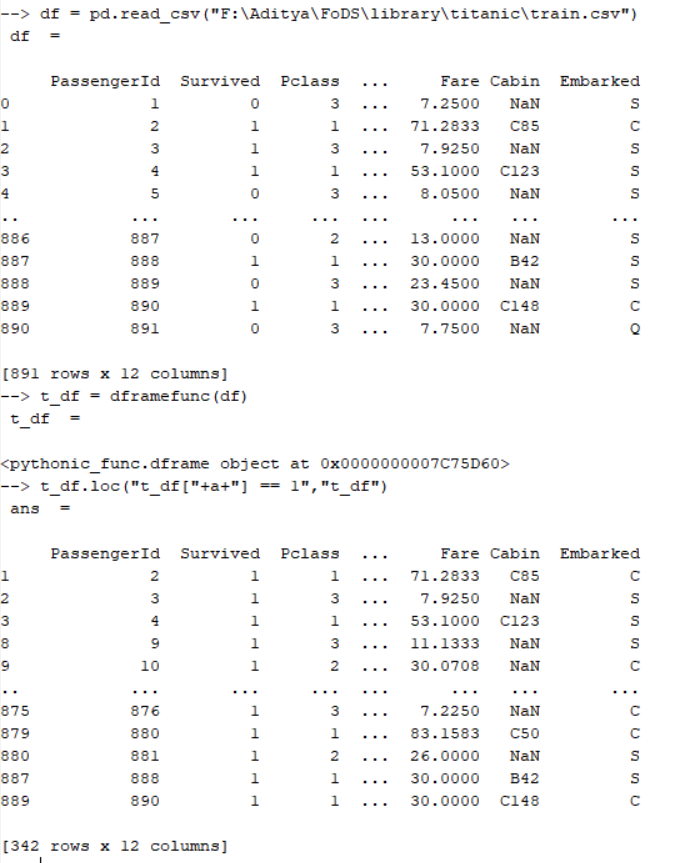 --> df = pd.read_csv("F:\Aditya\FoDS\library\titanic\train.csv")
df  =
PassengerId  Survived  Pclass  ...     Fare Cabin  Embarked
0              1         0       3  ...   7.2500   NaN         S
1              2         1       1  ...  71.2833   C85         C
2              3         1       3  ...   7.9250   NaN         S
3              4         1       1  ...  53.1000  C123         S
4              5         0       3  ...   8.0500   NaN         S
..           ...       ...     ...  ...      ...   ...       ...
886          887         0       2  ...  13.0000   NaN         S
887          888         1       1  ...  30.0000   B42         S
888          889         0       3  ...  23.4500   NaN         S
889          890         1       1  ...  30.0000  C148         C
890          891         0       3  ...   7.7500   NaN         Q
[891 rows x 12 columns]
--> t_df = dframefunc(df)
t_df  =
<pythonic_func.dframe object at 0x0000000007C75D60>
--> t_df.loc("t_df["+a+"] == 1","t_df")
ans  =
PassengerId  Survived  Pclass  ...     Fare Cabin  Embarked
1              2         1       1  ...  71.2833   C85         C
2              3         1       3  ...   7.9250   NaN         S
3              4         1       1  ...  53.1000  C123         S
8              9         1       3  ...  11.1333   NaN         S
9             10         1       2  ...  30.0708   NaN         C
..           ...       ...     ...  ...      ...   ...       ...
875          876         1       3  ...   7.2250   NaN         C
879          880         1       1  ...  83.1583   C50         C
880          881         1       2  ...  26.0000   NaN         S
887          888         1       1  ...  30.0000   B42         S
889          890         1       1  ...  30.0000  C148         C
[342 rows x 12 columns]